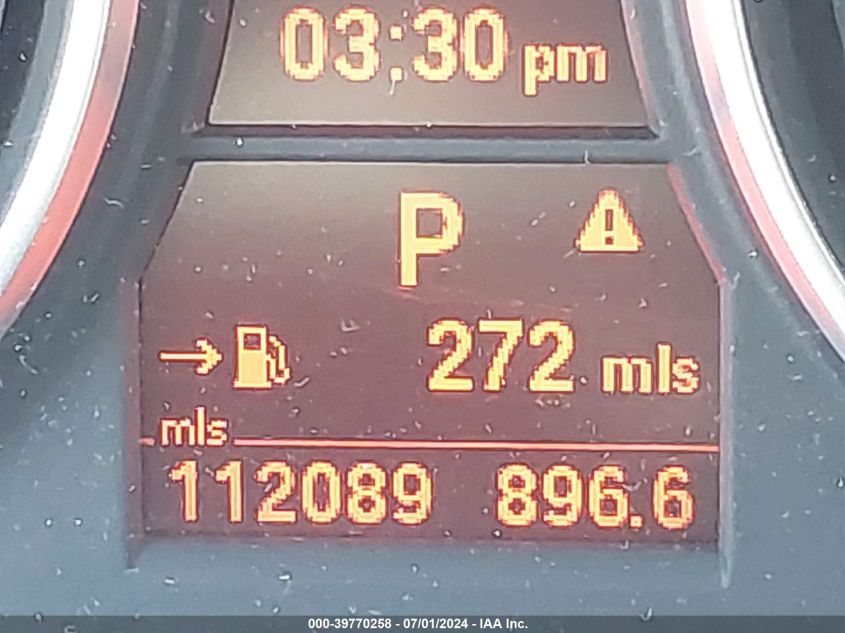 03:30 pm
P
272 mls
mls
112089 896.6
000-39770258 - 07/01/2024 - IAA Inc.